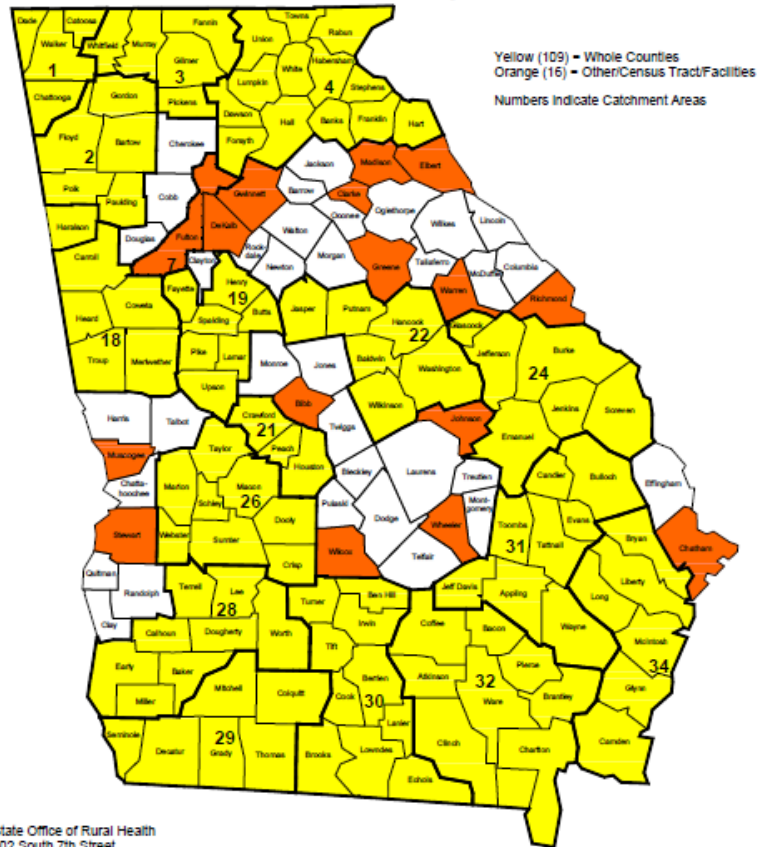 Yellow (109) = Whole Counties
Orange (16) = Other/Census Tract/Facilities
Numbers Indicate Catchment Areas
Dade
Catoosa
Fannin
Towns
Rabun
Union
Walker
Whitfield
Murray
Gilmer
White
Habersham
1
3
4
Lumpkin
Stephens
Chattooga
Gordon
Pickens
Dawson
Banks
Franklin
Hart
Hall
Floyd
Bartow
Cherokee
Forsyth
2
Jackson
Madison
Elbert
Polk
Cobb
Gwinnett
Barrow
Clarke
Paulding
Oconee
Oglethorpe
Wilkes
Lincoln
Haralson
Douglas
Fulton
DeKalb
Walton
Rock-
dale
Morgan
Taliaferro
McDuffie
Columbia
Carroll
7
Clayton
Newton
Greene
Fayette
Henry
Warren
Richmond
19
Heard
Coweta
Spalding
Butts
Jasper
Putnam
Hancock
Glascock
22
18
Jefferson
Burke
Troup
Meriwether
Pike
Lamar
Monroe
Jones
Baldwin
Washington
24
Upson
Wilkinson
Jenkins
Screven
Harris
Talbot
Crawford
Bibb
Johnson
21
Twiggs
Emanuel
Muscogee
Taylor
Peach
Houston
Laurens
Chatta-
hoochee
Marion
Macon
Bleckley
Treutlen
Candler
Bulloch
Effingham
Schley
26
Pulaski
Mont-
gomery
Stewart
Webster
Sumter
Dooly
Dodge
Wheeler
Toombs
Evans
Bryan
Chatham
31
Tattnall
Crisp
Wilcox
Telfair
Quitman
Randolph
Terrell
Lee
Turner
Ben Hill
Jeff Davis
Appling
Long
Liberty
28
Clay
Calhoun
Dougherty
Worth
Irwin
Coffee
Bacon
Wayne
McIntosh
Tift
34
Early
Baker
Berrien
Atkinson
Pierce
Glynn
Miller
Mitchell
Colquitt
Cook
30
32
Ware
Brantley
Lanier
Seminole
Decatur
29
Grady
Thomas
Brooks
Lowndes
Clinch
Charlton
Camden
Echols
State Office of Rural Health
02 South 7th Street